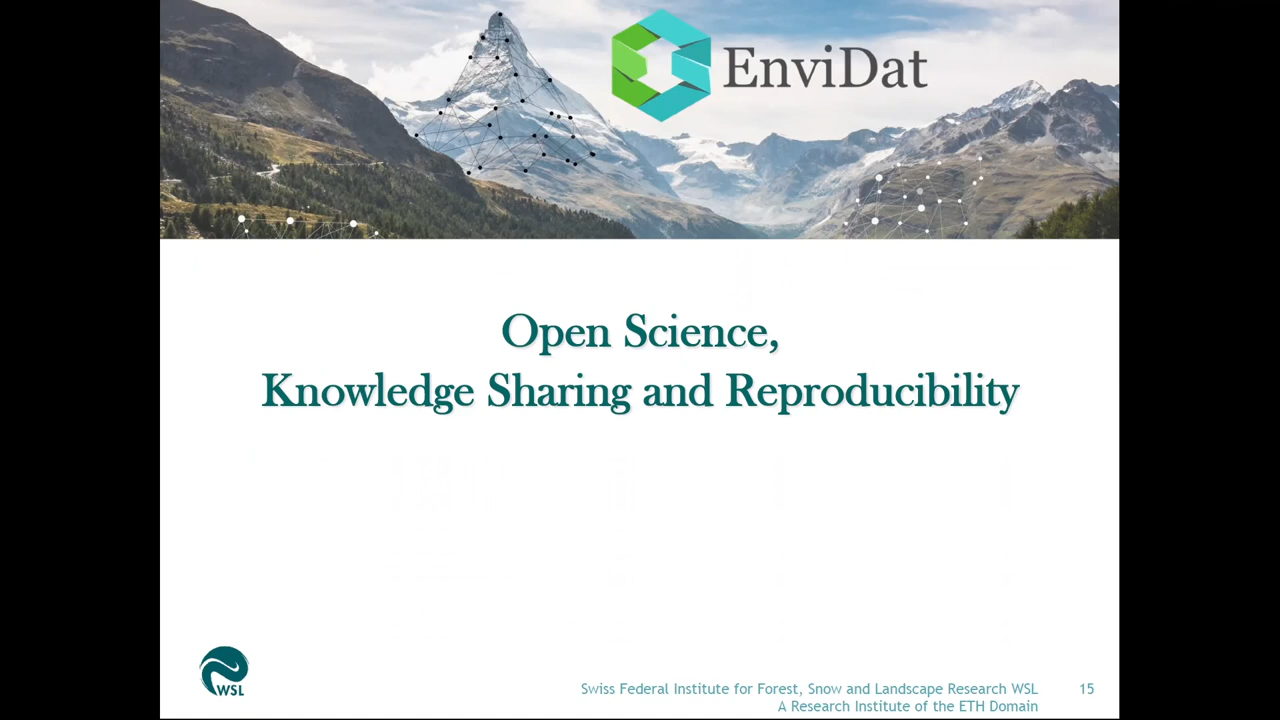 EnviDat
Open Science,
Knowledge Sharing and Reproducibility
WSL
Swiss Federal Institute for Forest, Snow and Landscape Research WSL
15
A Research Institute of the ETH Domain